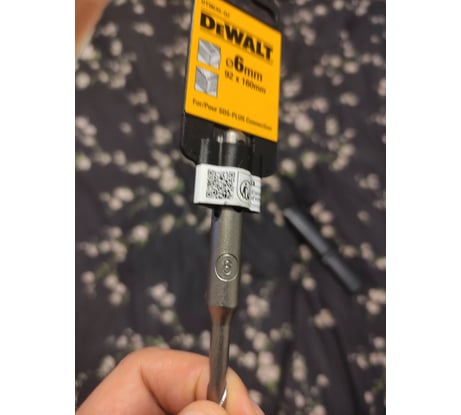 DEWALT
Ø6mm
92 x 160mm
For/Pour SDS-PLUS Connection
6